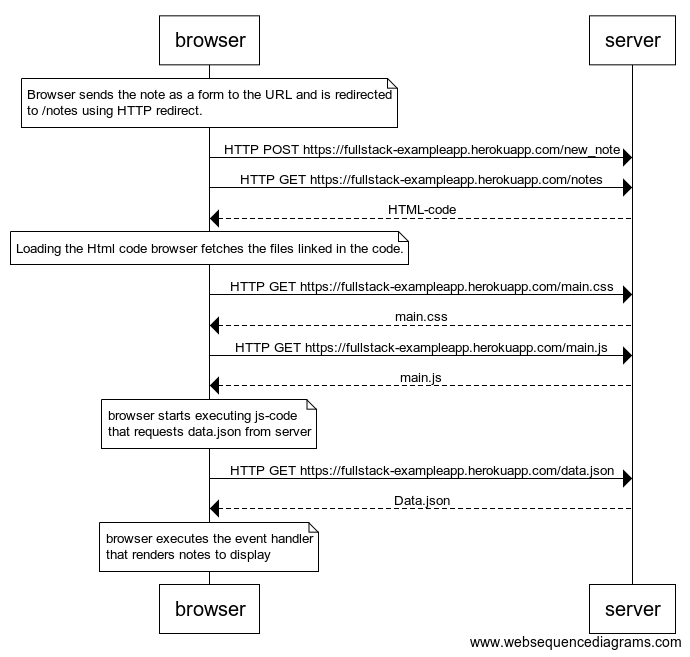 browser
server
Browser sends the note as a form to the URL and is redirected
to /notes using HTTP redirect.
HTTP POST https://fullstack-exampleapp.herokuapp.com/new_note
HTTP GET https://fullstack-exampleapp.herokuapp.com/notes
HTML-code
Loading the Html code browser fetches the files linked in the code.
HTTP GET https://fullstack-exampleapp.herokuapp.com/main.css
main.css
HTTP GET https://fullstack-exampleapp.herokuapp.com/main.js
main.js
browser starts executing js-code
that requests data.json from server
HTTP GET https://fullstack-exampleapp.herokuapp.com/data.json
Data.json
browser executes the event handler
that renders notes to display
browser
server
www.websequencediagrams.com